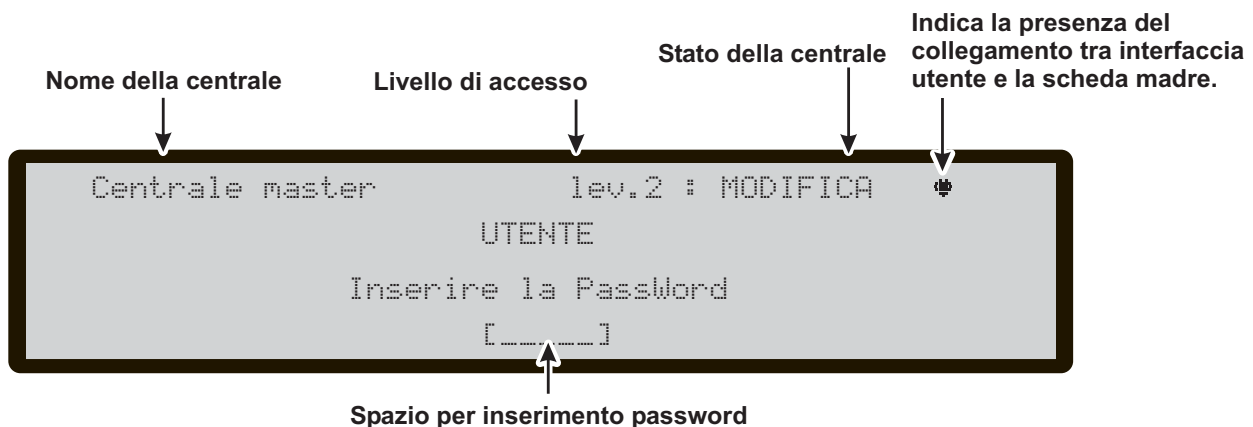 Indica la presenza del
collegamento tra interfaccia
utente e la scheda madre.
Stato della centrale
Livello di accesso
Nome della centrale
Centrale master lev.2 : MODIFICA
UTENTE
Inserire la PassWord
[_____]
Spazio per inserimento password